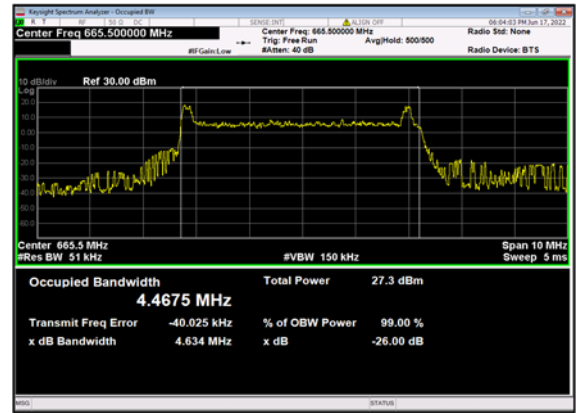 Keysight Spectrum Analyzer - Occupied BW
R T RF 50 Ω DC SENSE:INT ALIGN OFF 06:04:03 PM Jun 17, 2022
Center Freq 665.500000 MHz Center Freq: 665.500000 MHz Radio Std: None
Trig: Free Run Avg|Hold: 500/500
#IFGain:Low #Atten: 40 dB Radio Device: BTS
10 dB/div Ref 30.00 dBm
Log
20.0
10.0
0.00
-10.0
-20.0
-30.0
-40.0
-50.0
-60.0
Center 665.5 MHz Span 10 MHz
#Res BW 51 kHz #VBW 150 kHz Sweep 5 ms
Occupied Bandwidth Total Power 27.3 dBm
4.4675 MHz
Transmit Freq Error -40.025 kHz % of OBW Power 99.00 %
x dB Bandwidth 4.634 MHz x dB -26.00 dB
MSG STATUS